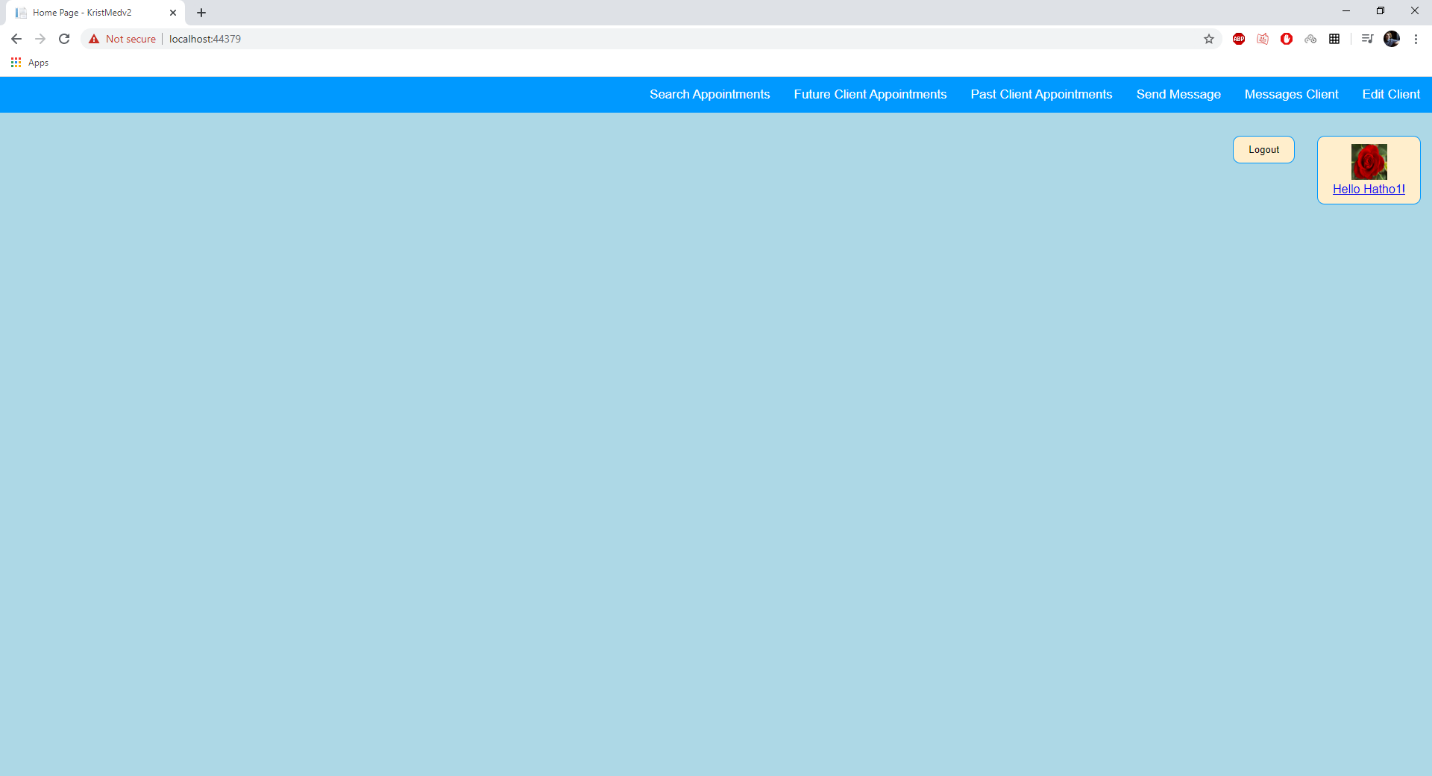 Home Page - KristMedv2
Not secure localhost:44379
ABP
Apps
Search Appointments Future Client Appointments Past Client Appointments Send Message Messages Client Edit Client
Logout
Hello Hatho1!